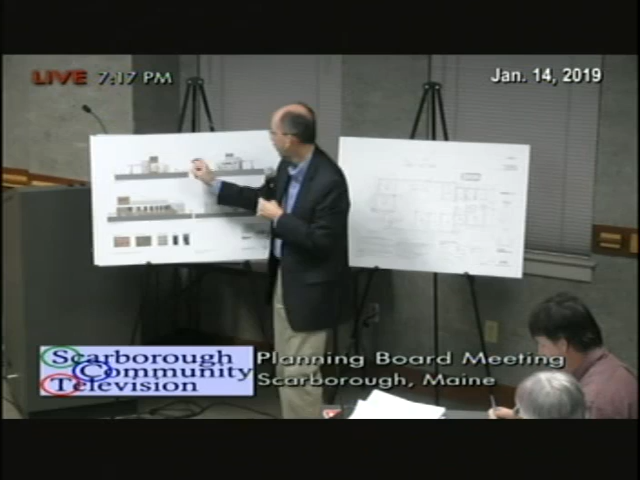 LIVE 7:17 PM
Jan. 14, 2019
Scarborough
Community
Television
Planning Board Meeting
Scarborough, Maine